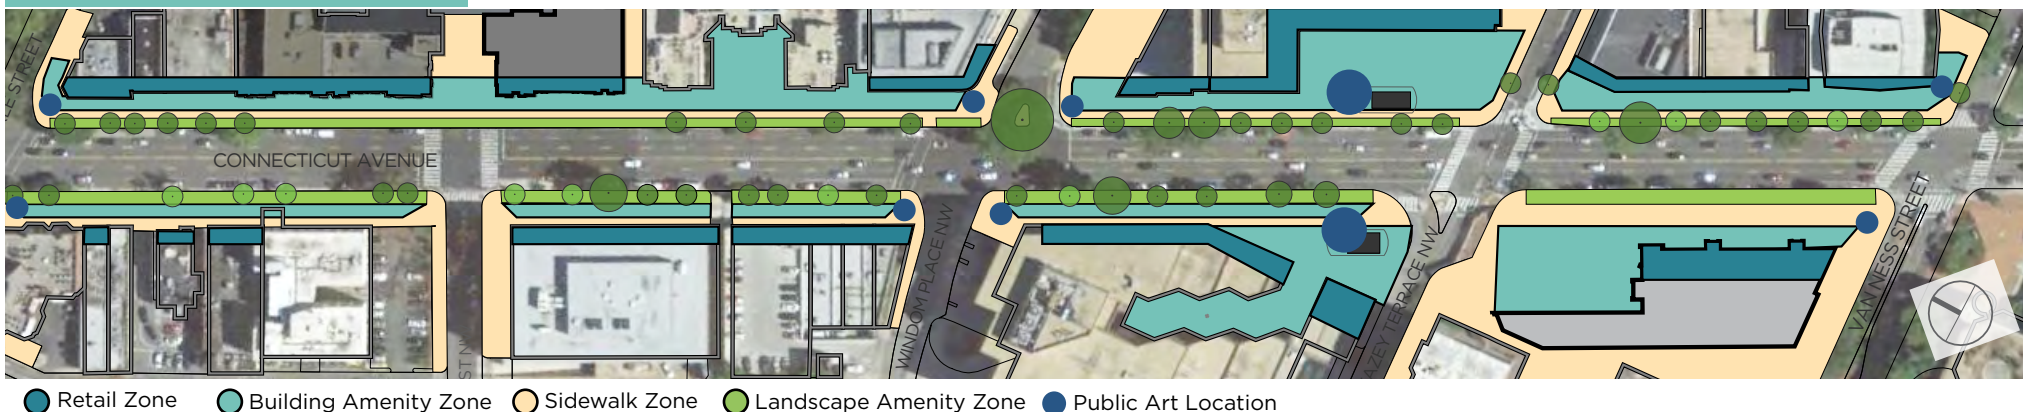 CONNECTICUT AVENUE
WINDOM PLACE NW
VAN NESS STREET
Retail Zone
Building Amenity Zone
Sidewalk Zone
Landscape Amenity Zone
Public Art Location